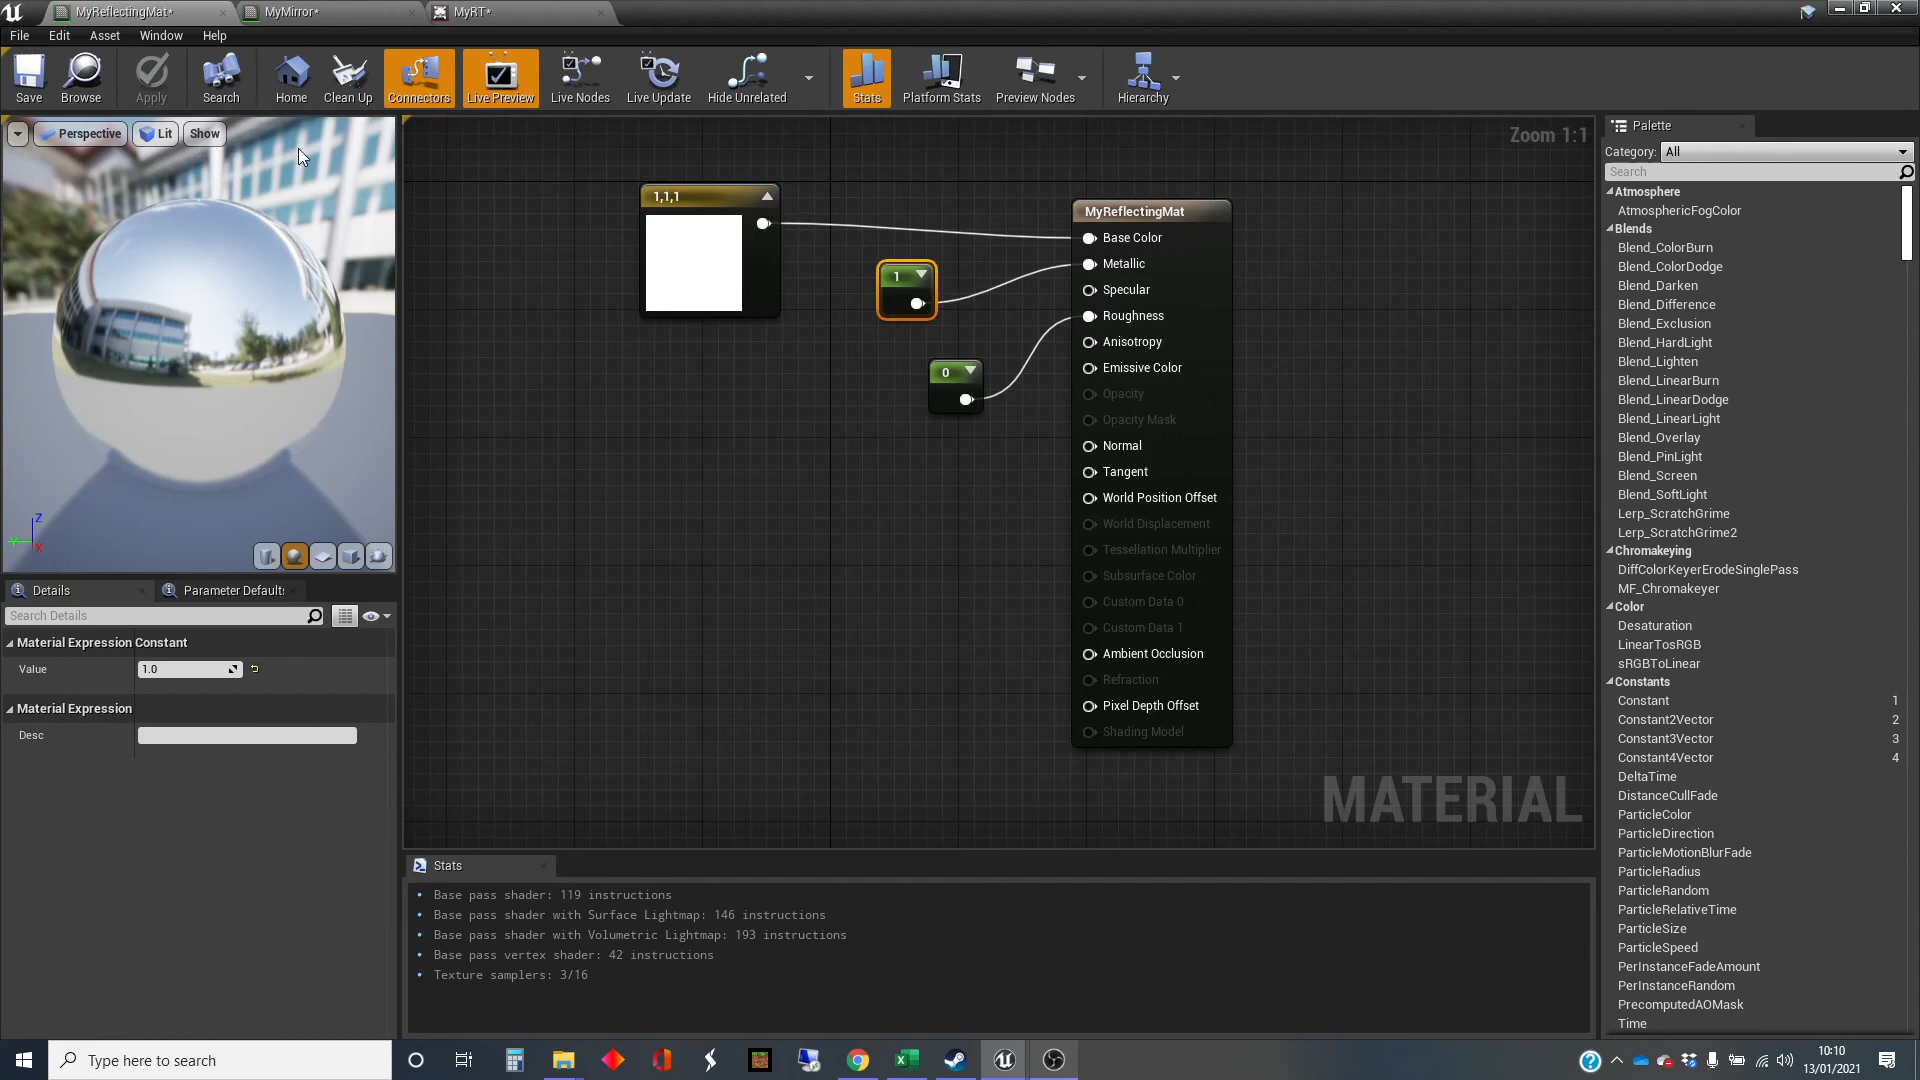 MyReflectingMat*
MyMirror*
MyRT*
File Edit Asset Window Help
Save Browse Apply Search Home Clean Up Connectors Live Preview Live Nodes Live Update Hide Unrelated Stats Platform Stats Preview Nodes Hierarchy
Perspective Lit Show
Zoom 1:1
1,1,1
1
0
MyReflectingMat
Base Color
Metallic
Specular
Roughness
Anisotropy
Emissive Color
Opacity
Opacity Mask
Normal
Tangent
World Position Offset
World Displacement
Tessellation Multiplier
Subsurface Color
Custom Data 0
Custom Data 1
Ambient Occlusion
Refraction
Pixel Depth Offset
Shading Model
MATERIAL
Z
Y
X
Details
Parameter Defaults
Search Details
Material Expression Constant
Value 1.0
Material Expression
Desc
Stats
Base pass shader: 119 instructions
Base pass shader with Surface Lightmap: 146 instructions
Base pass shader with Volumetric Lightmap: 193 instructions
Base pass vertex shader: 42 instructions
Texture samplers: 3/16
Palette
Category: All
Search
Atmosphere
AtmosphericFogColor
Blends
Blend_ColorBurn
Blend_ColorDodge
Blend_Darken
Blend_Difference
Blend_Exclusion
Blend_HardLight
Blend_Lighten
Blend_LinearBurn
Blend_LinearDodge
Blend_LinearLight
Blend_Overlay
Blend_PinLight
Blend_Screen
Blend_SoftLight
Lerp_ScratchGrime
Lerp_ScratchGrime2
Chromakeying
DiffColorKeyerErodeSinglePass
MF_Chromakeyer
Color
Desaturation
LinearTosRGB
sRGBToLinear
Constants
Constant 1
Constant2Vector 2
Constant3Vector 3
Constant4Vector 4
DeltaTime
DistanceCullFade
ParticleColor
ParticleDirection
ParticleMotionBlurFade
ParticleRadius
ParticleRandom
ParticleRelativeTime
ParticleSize
ParticleSpeed
PerInstanceFadeAmount
PerInstanceRandom
PrecomputedAOMask
Time
Type here to search
10:10
13/01/2021